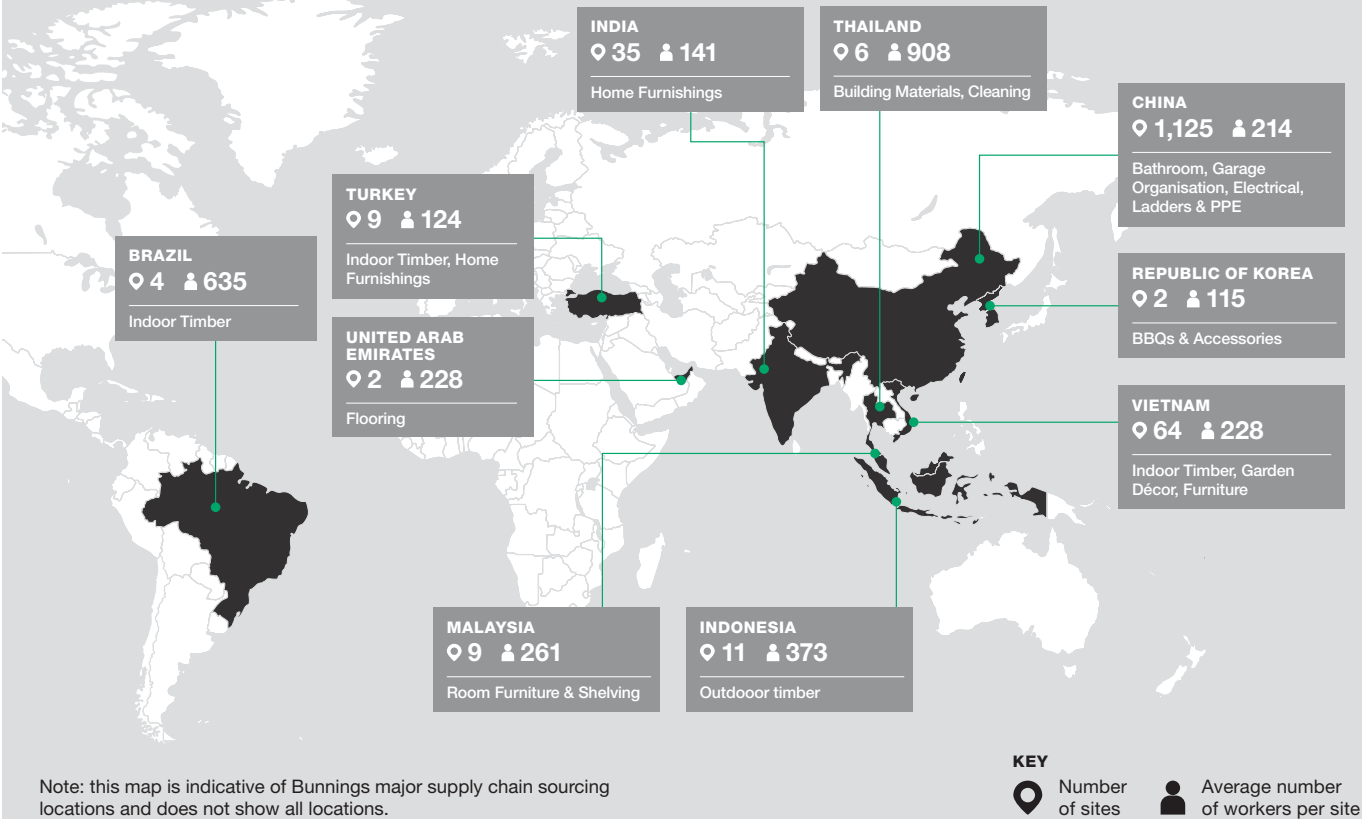 INDIA
35 141
Home Furnishings
THAILAND
6 908
Building Materials, Cleaning
CHINA
1,125 214
Bathroom, Garage
Organisation, Electrical,
Ladders & PPE
TURKEY
9 124
Indoor Timber, Home
Furnishings
BRAZIL
4 635
Indoor Timber
REPUBLIC OF KOREA
2 115
BBQs & Accessories
UNITED ARAB
EMIRATES
2 228
Flooring
VIETNAM
64 228
Indoor Timber, Garden
Décor, Furniture
MALAYSIA
9 261
Room Furniture & Shelving
INDONESIA
11 373
Outdooor timber
Note: this map is indicative of Bunnings major supply chain sourcing
locations and does not show all locations.
KEY
Number
of sites
Average number
of workers per site